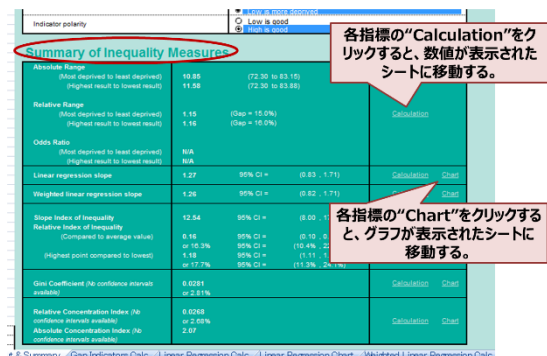 Low is more deprived
Indicator polarity
Low is good
High is good
各指標の“Calculation”をク
リックすると、数値が表示された
シートに移動する。
Summary of Inequality Measures
Absolute Range
(Most deprived to least deprived) 10.85 (72.30 to 83.15)
(Highest result to lowest result) 11.58 (72.30 to 83.88)
Relative Range
(Most deprived to least deprived) 1.15 (Gap = 15.0%) Calculation
(Highest result to lowest result) 1.16 (Gap = 16.0%)
Odds Ratio
(Most deprived to least deprived) N/A
(Highest result to lowest result) N/A
Linear regression slope 1.27 95% CI = (0.83 , 1.71) Calculation Chart
Weighted linear regression slope 1.26 95% CI = (0.82 , 1.71)
各指標の“Chart”をクリックする
と、グラフが表示されたシートに
移動する。
Slope Index of Inequality 12.54 95% CI = (8.00 ,
Relative Index of Inequality
(Compared to average value) 0.16 95% CI = (0.10 ,
or 16.3% (10.4% ,
(Highest point compared to lowest) 1.18 95% CI = (1.11 ,
or 17.7% 95% CI = (11.3% , 24.1%)
Gini Coefficient (No confidence intervals 0.0281 Calculation Chart
available) or 2.81%
Relative Concentration Index (No 0.0268 Calculation Chart
confidence intervals available) or 2.68%
Absolute Concentration Index (No 2.07
confidence intervals available)
& Summary Gap Indicators Calc Linear Regression Calc Linear Regression Chart Weighted Linear Regression Calc